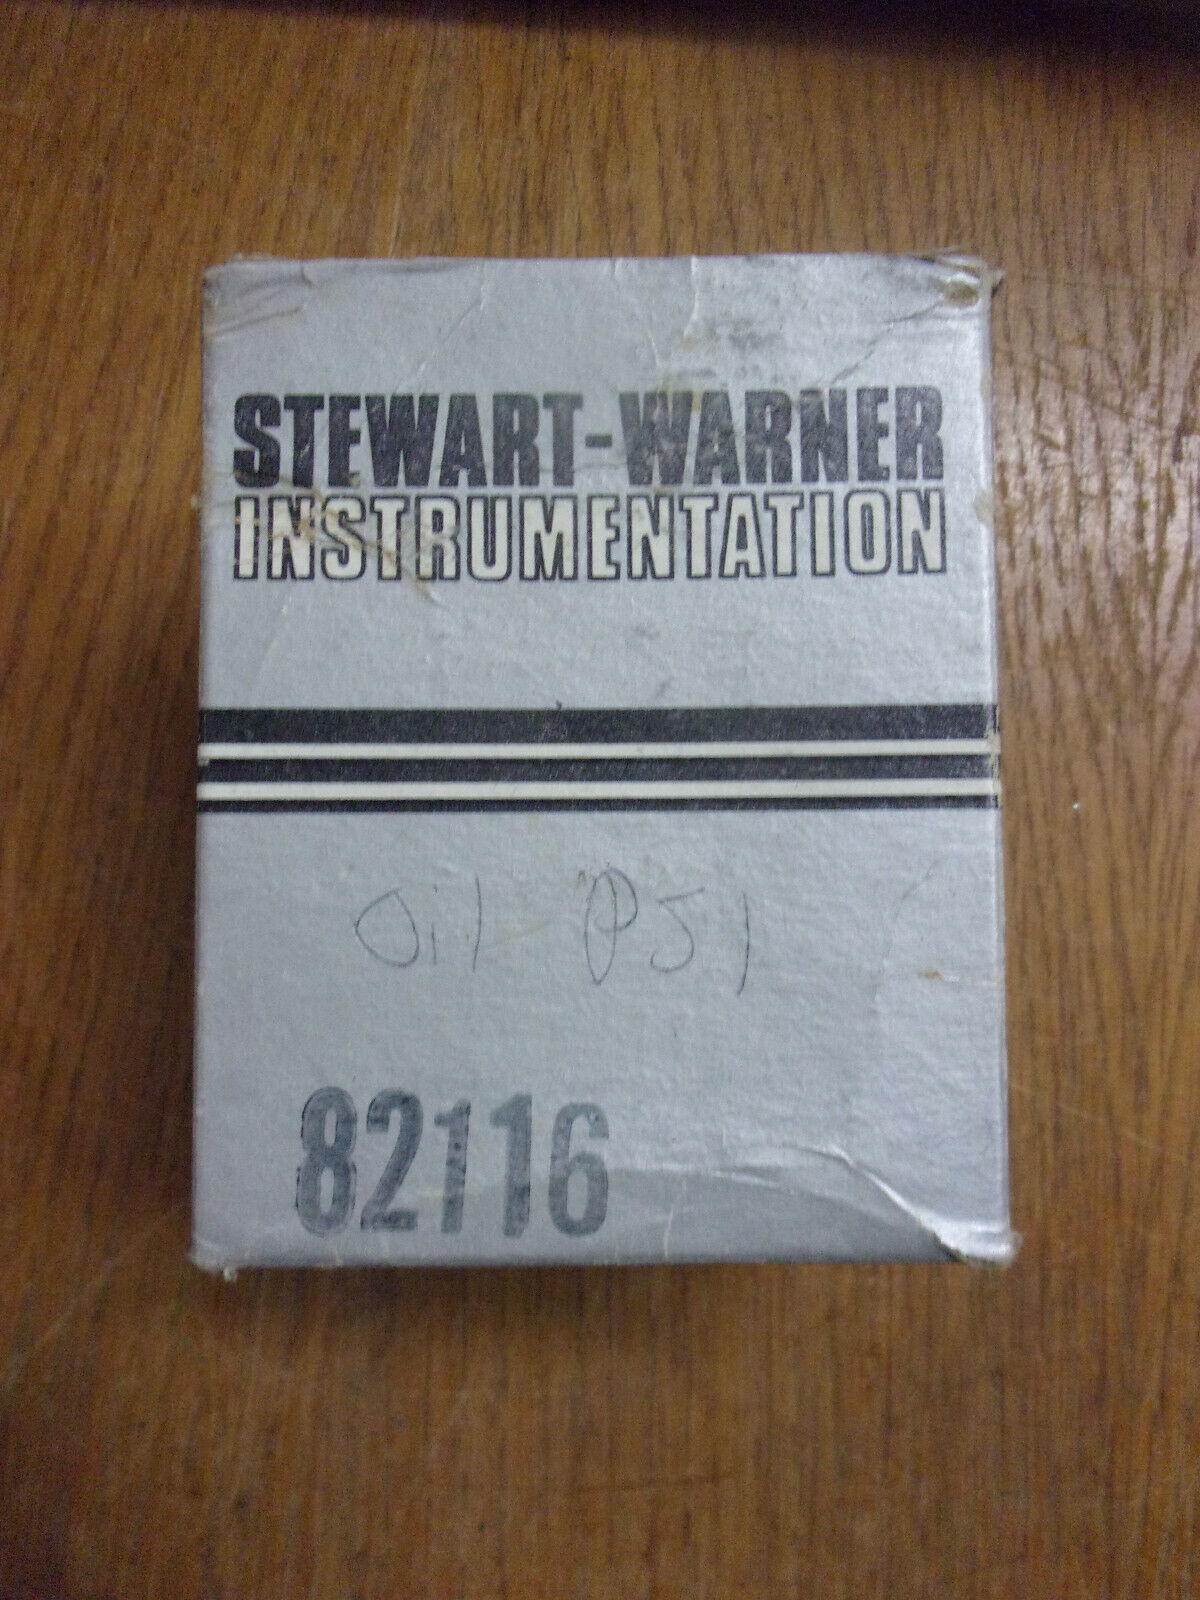 STEWART-WARNER
INSTRUMENTATION
Oil PSI
82116